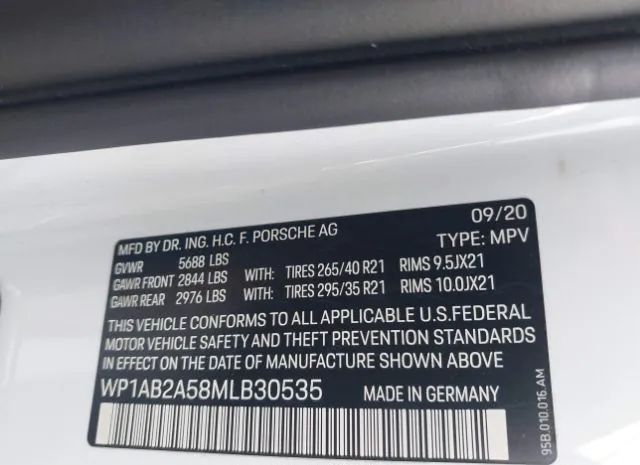 MFD BY DR. ING. H.C. F. PORSCHE AG 09/20
GVWR 5688 LBS TYPE: MPV
GAWR FRONT 2844 LBS WITH: TIRES 265/40 R21 RIMS 9.5JX21
GAWR REAR 2976 LBS WITH: TIRES 295/35 R21 RIMS 10.0JX21
THIS VEHICLE CONFORMS TO ALL APPLICABLE U.S.FEDERAL
MOTOR VEHICLE SAFETY AND THEFT PREVENTION STANDARDS
IN EFFECT ON THE DATE OF MANUFACTURE SHOWN ABOVE
WP1AB2A58MLB30535
95B.010.016.AM